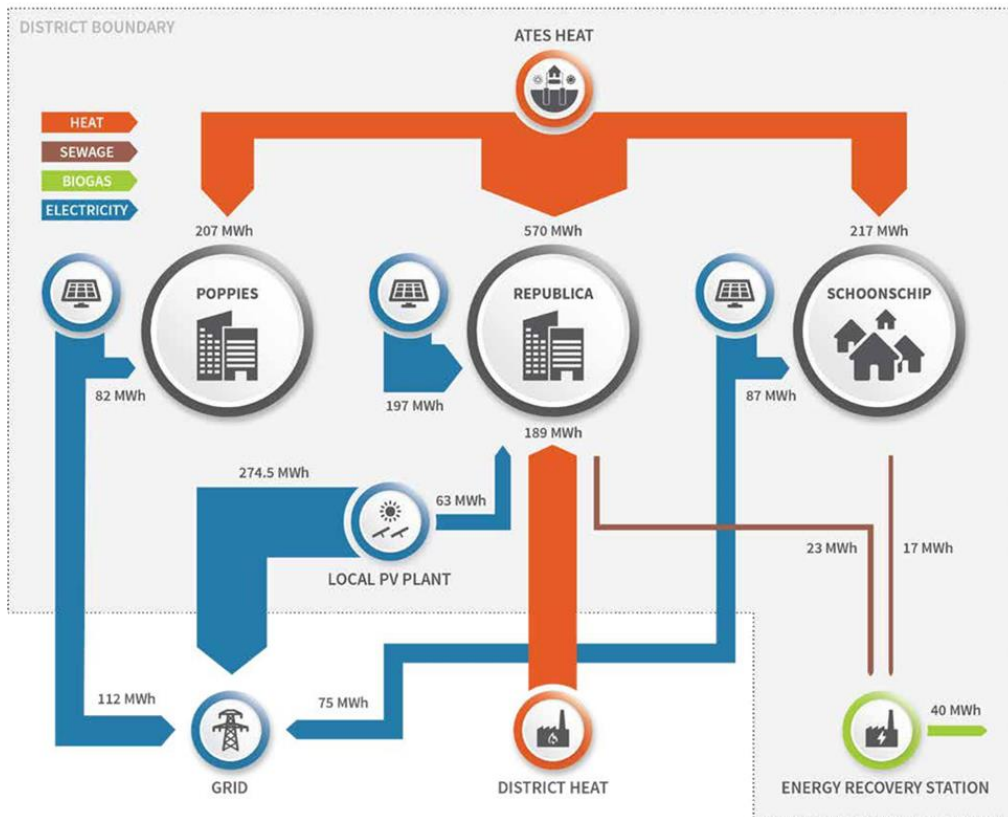 DISTRICT BOUNDARY
ATES HEAT
HEAT
SEWAGE
BIOGAS
ELECTRICITY
207 MWh
570 MWh
217 MWh
POPPIES
REPUBLICA
SCHOONSCHIP
82 MWh
197 MWh
87 MWh
189 MWh
274.5 MWh
63 MWh
23 MWh
17 MWh
LOCAL PV PLANT
112 MWh
75 MWh
40 MWh
GRID
DISTRICT HEAT
ENERGY RECOVERY STATION